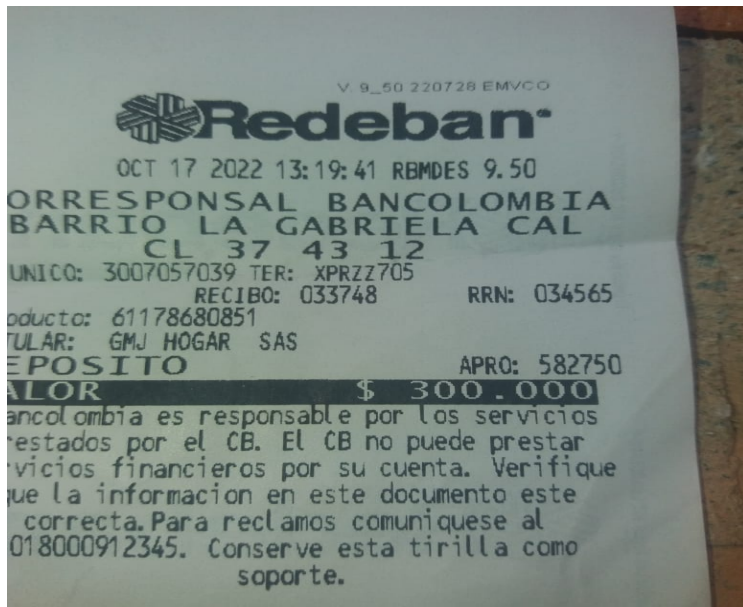 V. 9_50 220728 EMVCO
Redeban
OCT 17 2022 13:19:41 RBMDES 9.50
ORRESPONSAL BANCOLOMBIA
BARRIO LA GABRIELA CAL
CL 37 43 12
UNICO: 3007057039 TER: XPRZZ705
RECIBO: 033748 RRN: 034565
oducto: 61178680851
TULAR: GMJ HOGAR SAS
EPOSITO APRO: 582750
ALOR $ 300.000
ancolombia es responsable por los servicios
restados por el CB. El CB no puede prestar
rvicios financieros por su cuenta. Verifique
que la informacion en este documento este
correcta.Para reclamos comuniquese al
018000912345. Conserve esta tirilla como
soporte.